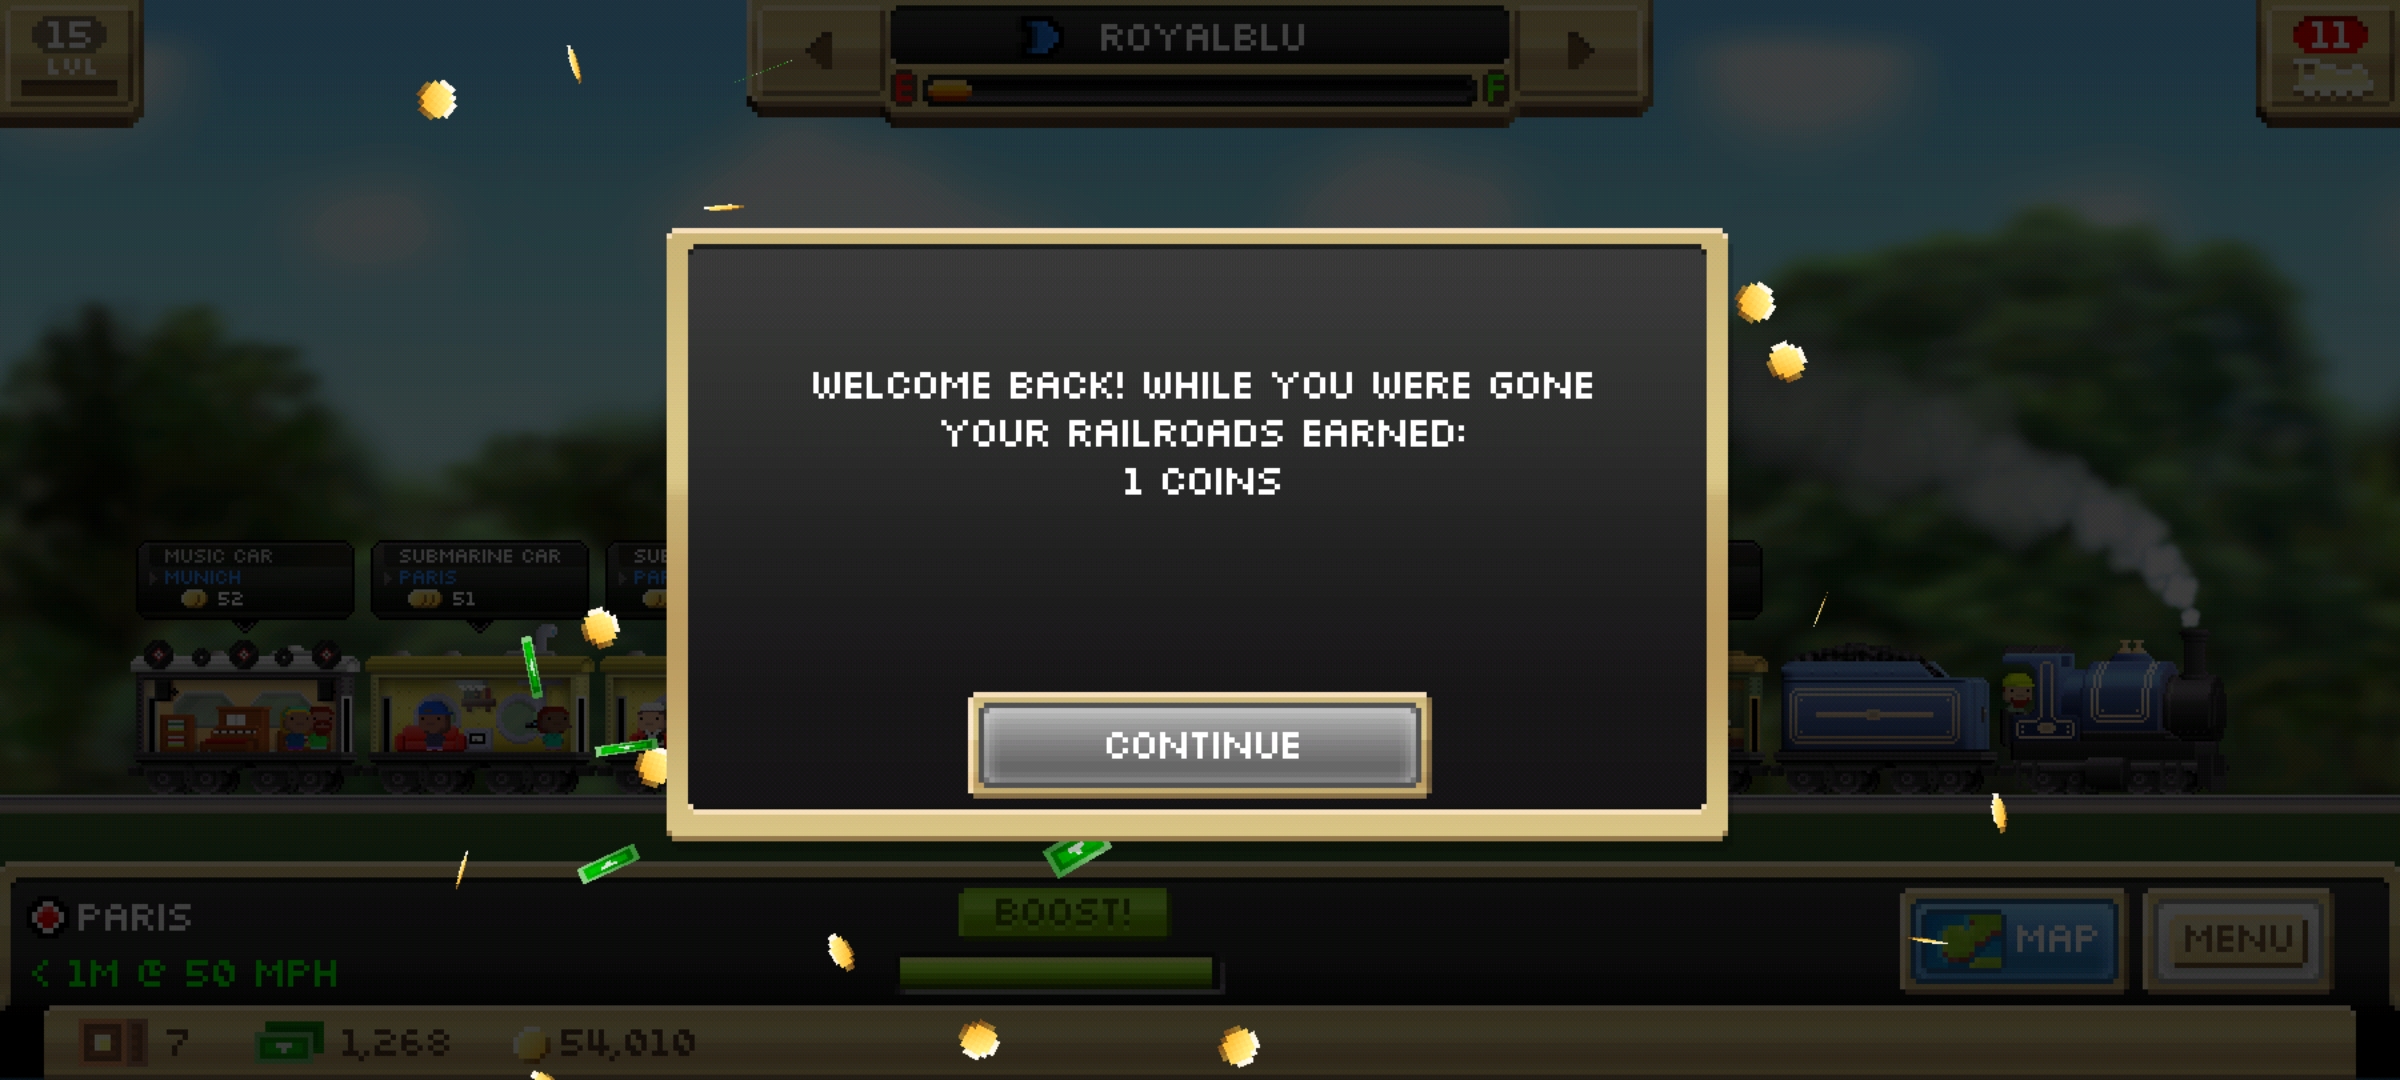 15
LVL
ROYALBLU
E
F
11
WELCOME BACK! WHILE YOU WERE GONE
YOUR RAILROADS EARNED:
1 COINS
CONTINUE
MUSIC CAR
MUNICH
52
SUBMARINE CAR
PARIS
51
PARIS
< 1M @ 50 MPH
BOOST!
MAP
MENU
7
1,268
54,010